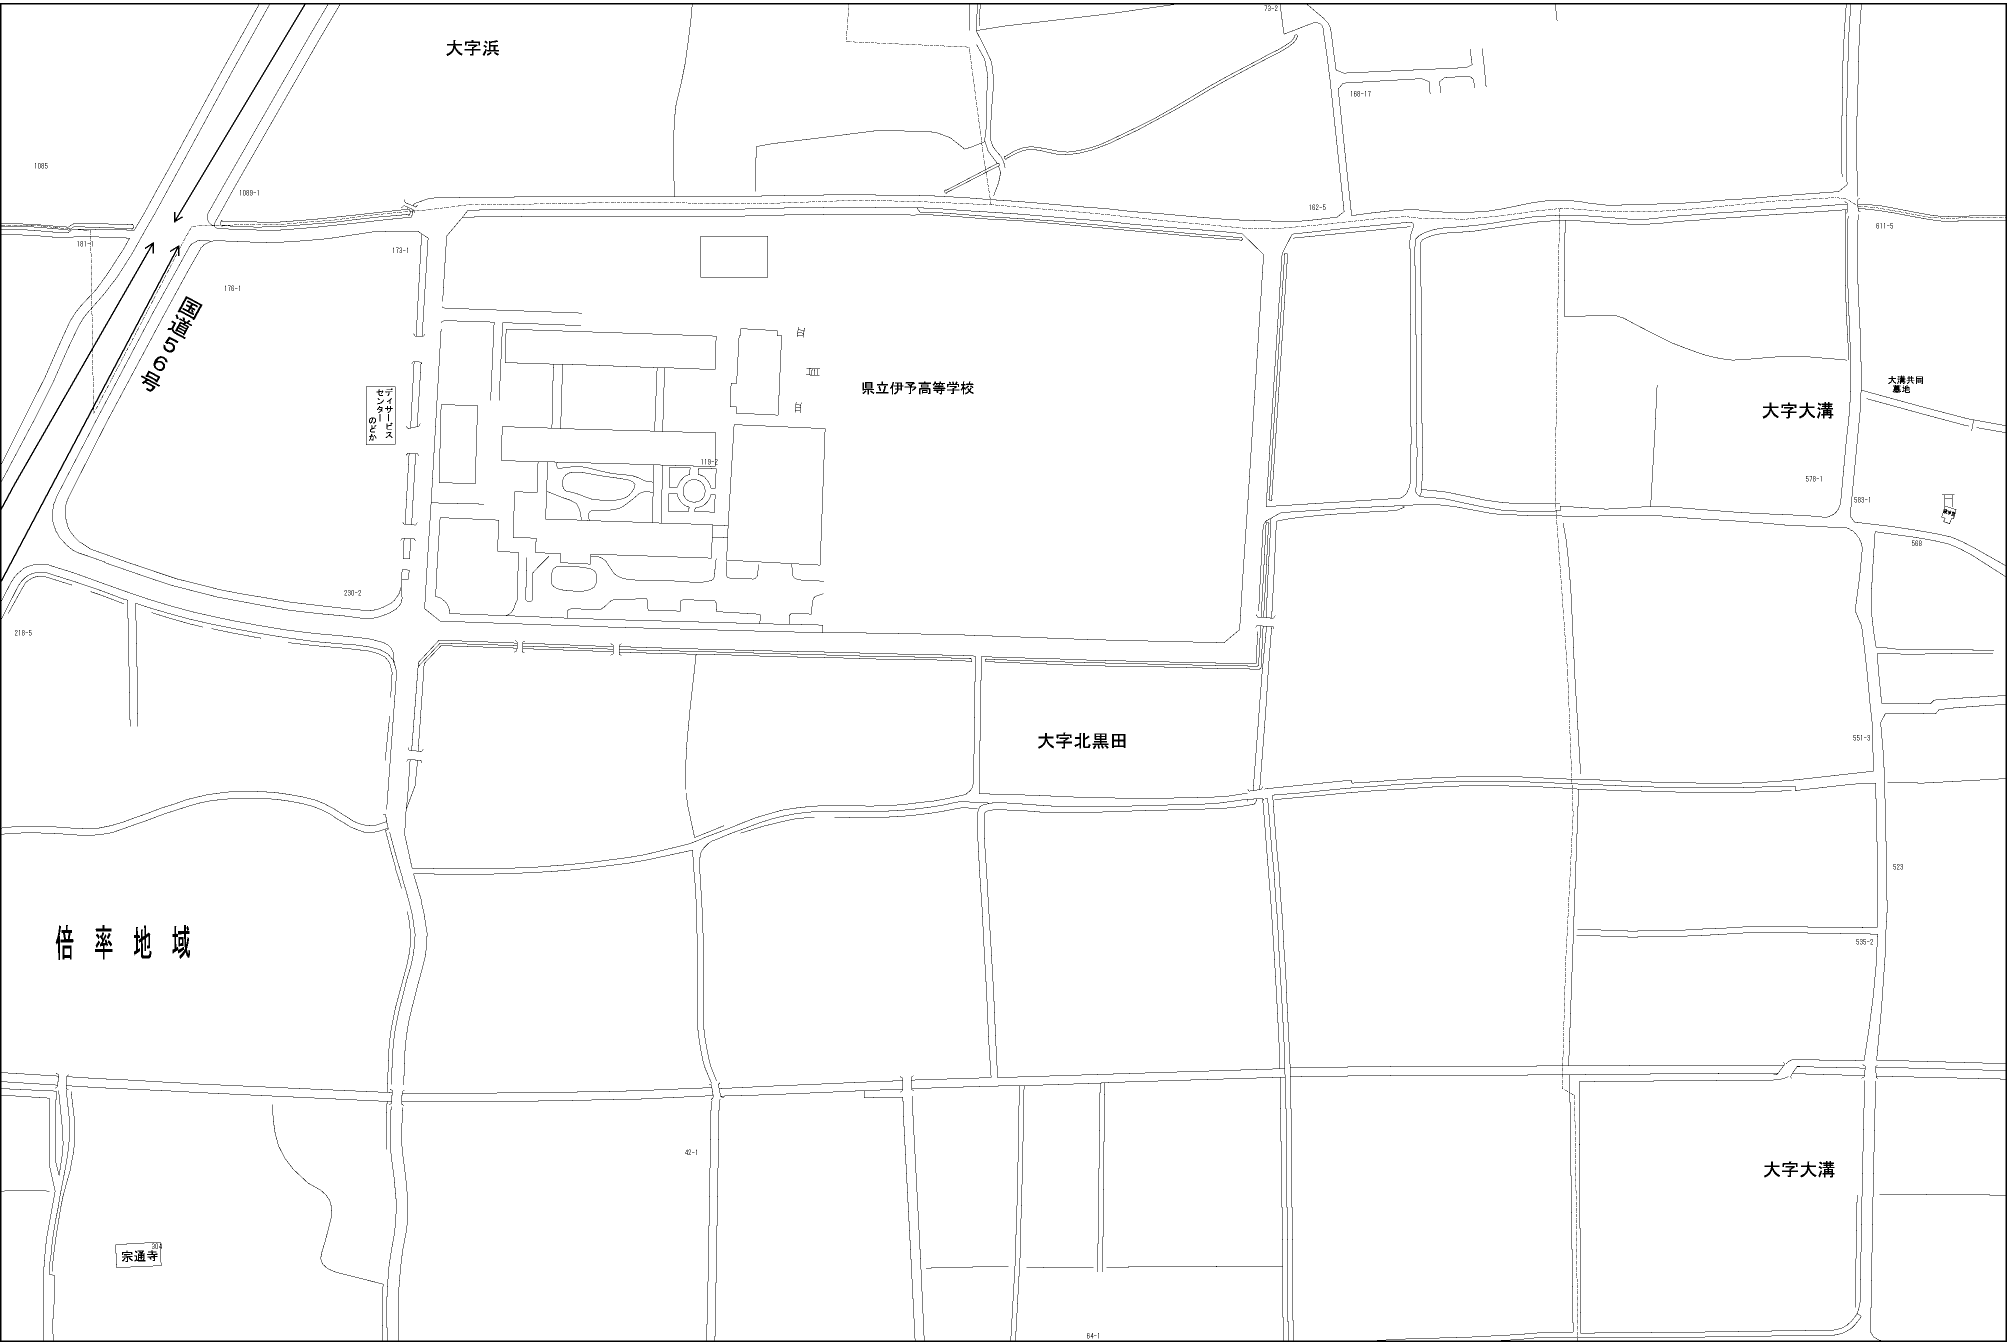 73-2
大字浜
168-17
1085
1089-1
162-5
611-5
181-1
173-1
176-1
国道56号
大溝共同
墓地
県立伊予高等学校
デイサービス
センター
のどか
大字大溝
119-2
578-1
583-1
568
230-2
218-5
大字北黒田
551-3
523
倍率地域
535-2
42-1
大字大溝
304
宗通寺
64-1